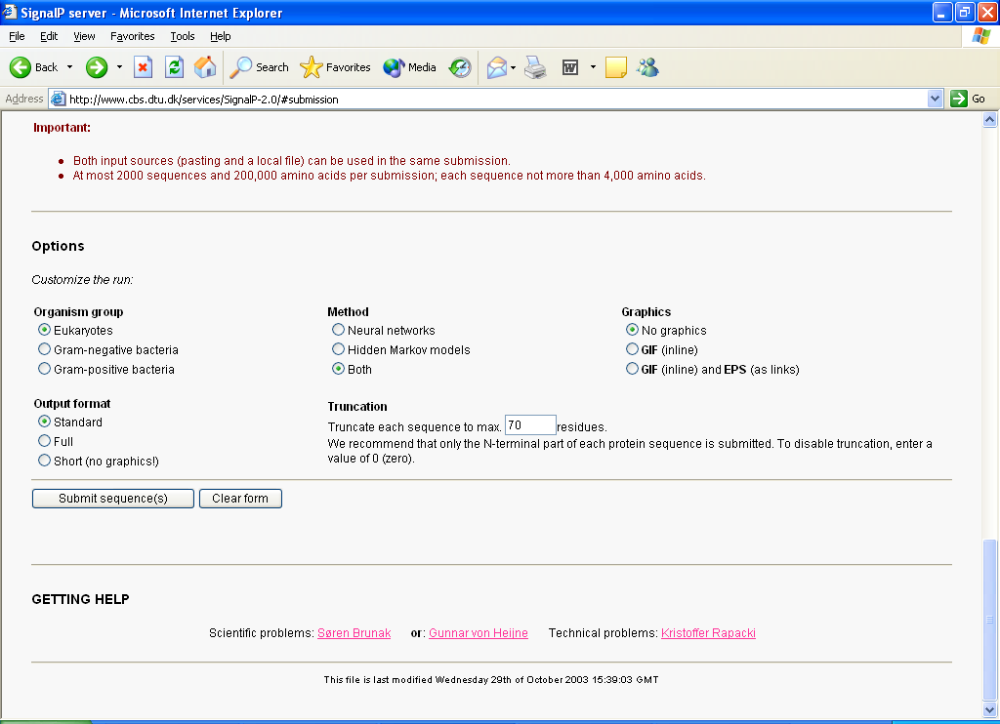 SignalP server - Microsoft Internet Explorer
File Edit View Favorites Tools Help
Back Search Favorites Media
Address http://www.cbs.dtu.dk/services/SignalP-2.0/#submission Go
Important:
Both input sources (pasting and a local file) can be used in the same submission.
At most 2000 sequences and 200,000 amino acids per submission; each sequence not more than 4,000 amino acids.
Options
Customize the run:
Organism group
Eukaryotes
Gram-negative bacteria
Gram-positive bacteria
Method
Neural networks
Hidden Markov models
Both
Graphics
No graphics
GIF (inline)
GIF (inline) and EPS (as links)
Output format
Standard
Full
Short (no graphics!)
Truncation
Truncate each sequence to max. 70 residues.
We recommend that only the N-terminal part of each protein sequence is submitted. To disable truncation, enter a
value of 0 (zero).
Submit sequence(s) Clear form
GETTING HELP
Scientific problems: Søren Brunak or: Gunnar von Heijne Technical problems: Kristoffer Rapacki
This file is last modified Wednesday 29th of October 2003 15:39:03 GMT